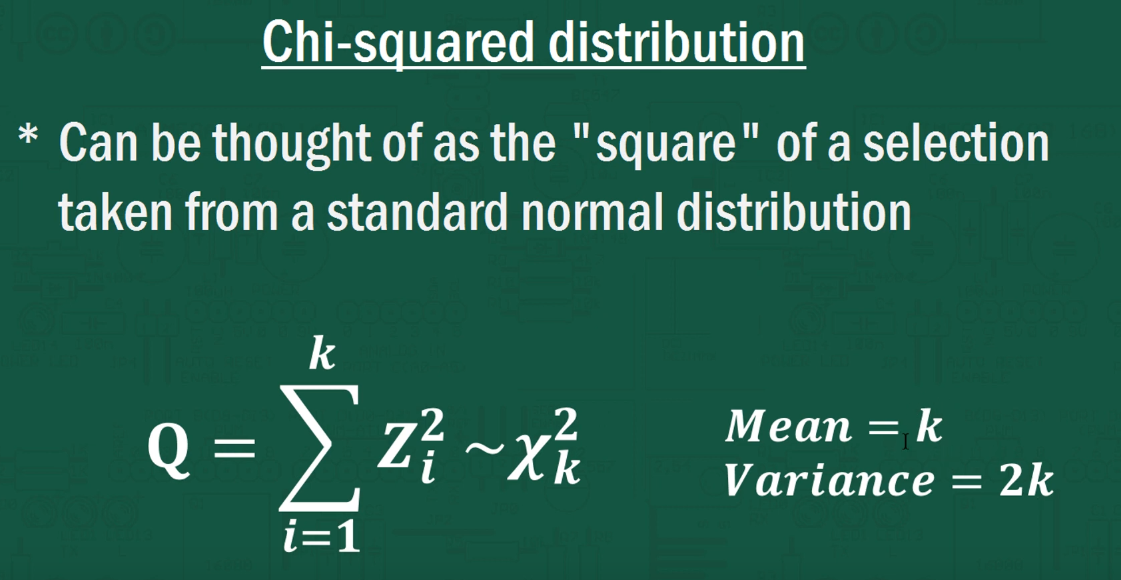 Chi-squared distribution
* Can be thought of as the "square" of a selection
taken from a standard normal distribution
k
Q = ∑ Z²ᵢ ~ χ²ₖ
i=1
Mean = k
Variance = 2k